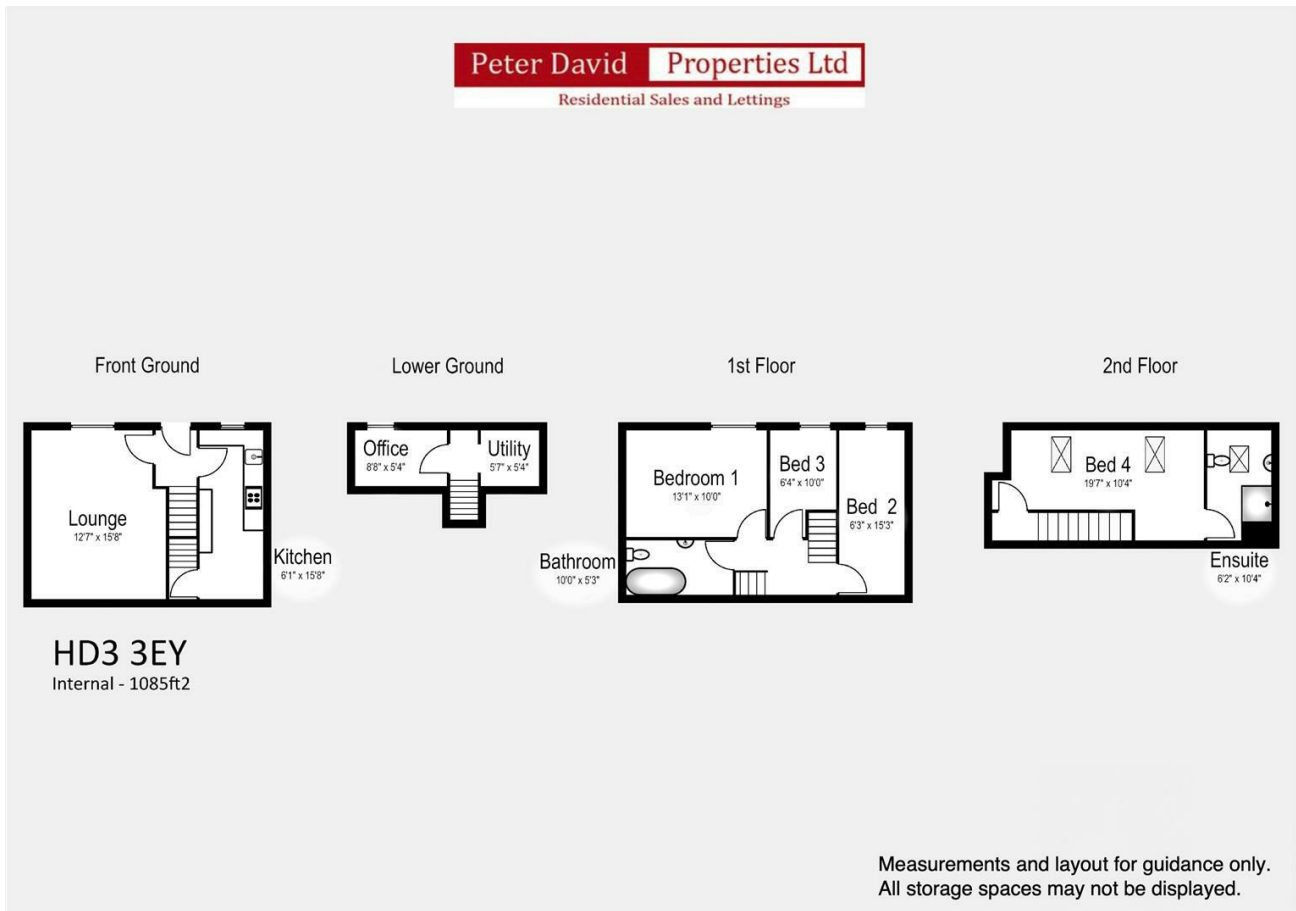 Peter David Properties Ltd
Residential Sales and Lettings
Front Ground
Lower Ground
1st Floor
2nd Floor
Lounge
12'7" x 15'8"
Kitchen
6'1" x 15'8"
Office
8'8" x 5'4"
Utility
5'7" x 5'4"
Bedroom 1
13'1" x 10'0"
Bed 3
6'4" x 10'0"
Bed 2
6'3" x 15'3"
Bathroom
10'0" x 5'3"
Bed 4
19'7" x 10'4"
Ensuite
6'2" x 10'4"
HD3 3EY
Internal - 1085ft2
Measurements and layout for guidance only.
All storage spaces may not be displayed.